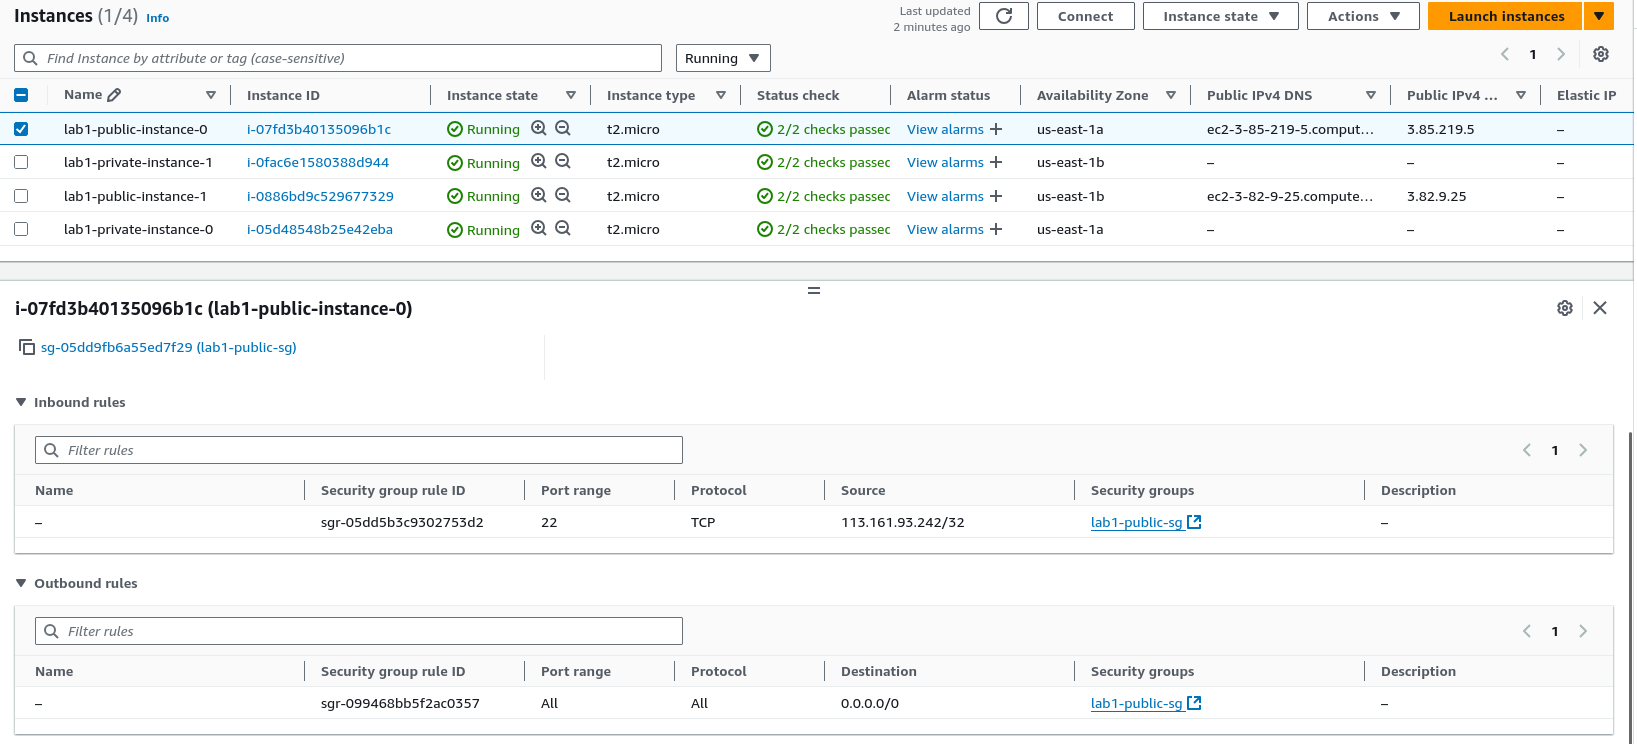 Instances (1/4) Info
Last updated
2 minutes ago
Connect
Instance state
Actions
Launch instances
Find Instance by attribute or tag (case-sensitive)
Running
1
Name Instance ID Instance state Instance type Status check Alarm status Availability Zone Public IPv4 DNS Public IPv4 ... Elastic IP
lab1-public-instance-0 i-07fd3b40135096b1c Running t2.micro 2/2 checks passec View alarms + us-east-1a ec2-3-85-219-5.comput... 3.85.219.5 –
lab1-private-instance-1 i-0fac6e1580388d944 Running t2.micro 2/2 checks passec View alarms + us-east-1b – – –
lab1-public-instance-1 i-0886bd9c529677329 Running t2.micro 2/2 checks passec View alarms + us-east-1b ec2-3-82-9-25.compute... 3.82.9.25 –
lab1-private-instance-0 i-05d48548b25e42eba Running t2.micro 2/2 checks passec View alarms + us-east-1a – – –
i-07fd3b40135096b1c (lab1-public-instance-0)
sg-05dd9fb6a55ed7f29 (lab1-public-sg)
Inbound rules
Filter rules
1
Name Security group rule ID Port range Protocol Source Security groups Description
– sgr-05dd5b3c9302753d2 22 TCP 113.161.93.242/32 lab1-public-sg –
Outbound rules
Filter rules
1
Name Security group rule ID Port range Protocol Destination Security groups Description
– sgr-099468bb5f2ac0357 All All 0.0.0.0/0 lab1-public-sg –